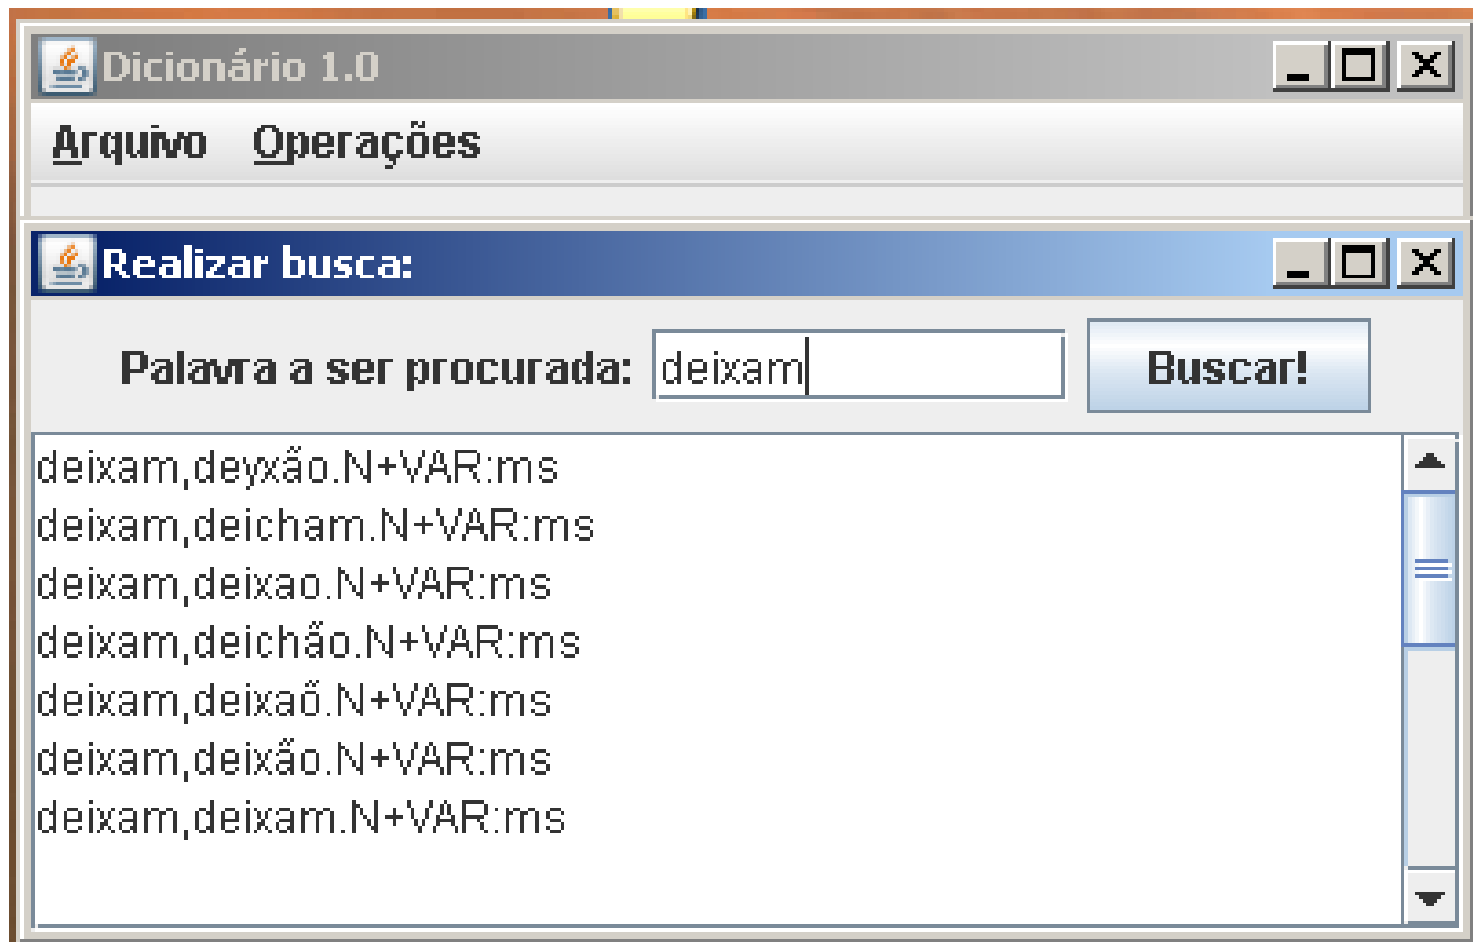 Dicionário 1.0
Arquivo Operações
Realizar busca:
Palavra a ser procurada: deixam Buscar!
deixam,deyxão.N+VAR:ms
deixam,deicham.N+VAR:ms
deixam,deixao.N+VAR:ms
deixam,deichão.N+VAR:ms
deixam,deixaõ.N+VAR:ms
deixam,deixão.N+VAR:ms
deixam,deixam.N+VAR:ms